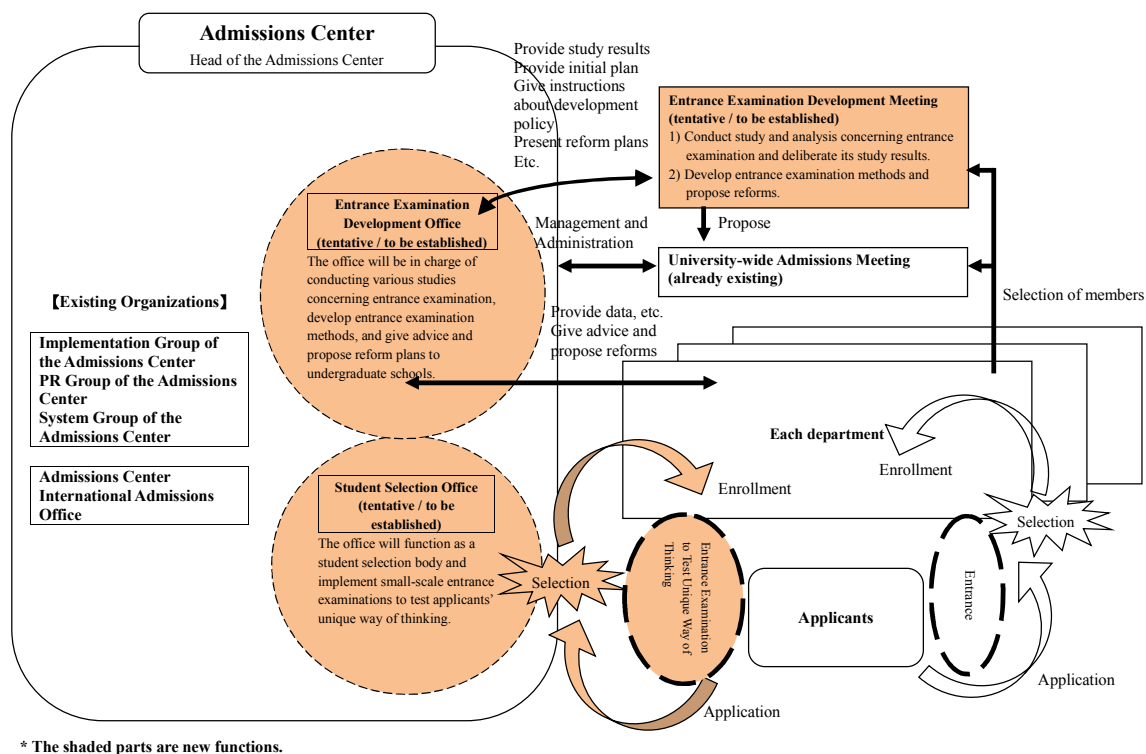 Admissions Center
Head of the Admissions Center
Provide study results
Provide initial plan
Give instructions
about development
policy
Present reform plans
Etc.
Entrance Examination Development Meeting
(tentative / to be established)
1) Conduct study and analysis concerning entrance
examination and deliberate its study results.
2) Develop entrance examination methods and
propose reforms.
Entrance Examination
Development Office
(tentative / to be established)
The office will be in charge of
conducting various studies
concerning entrance examination,
develop entrance examination
methods, and give advice and
propose reform plans to
undergraduate schools.
Management and
Administration
Propose
University-wide Admissions Meeting
(already existing)
Selection of members
【Existing Organizations】
Implementation Group of
the Admissions Center
PR Group of the Admissions
Center
System Group of the
Admissions Center
Admissions Center
International Admissions
Office
Provide data, etc.
Give advice and
propose reforms
Each department
Enrollment
Enrollment
Student Selection Office
(tentative / to be
established)
The office will function as a
student selection body and
implement small-scale entrance
examinations to test applicants’
unique way of thinking.
Selection
Entrance Examination
to Test Unique Way of
Thinking
Applicants
Entrance
Selection
Application
Application
* The shaded parts are new functions.